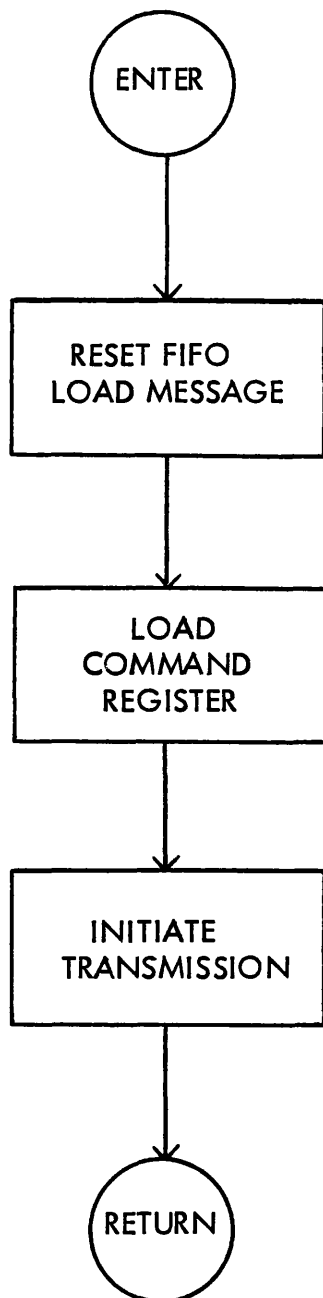 ENTER
RESET FIFO
LOAD MESSAGE
LOAD
COMMAND
REGISTER
INITIATE
TRANSMISSION
RETURN